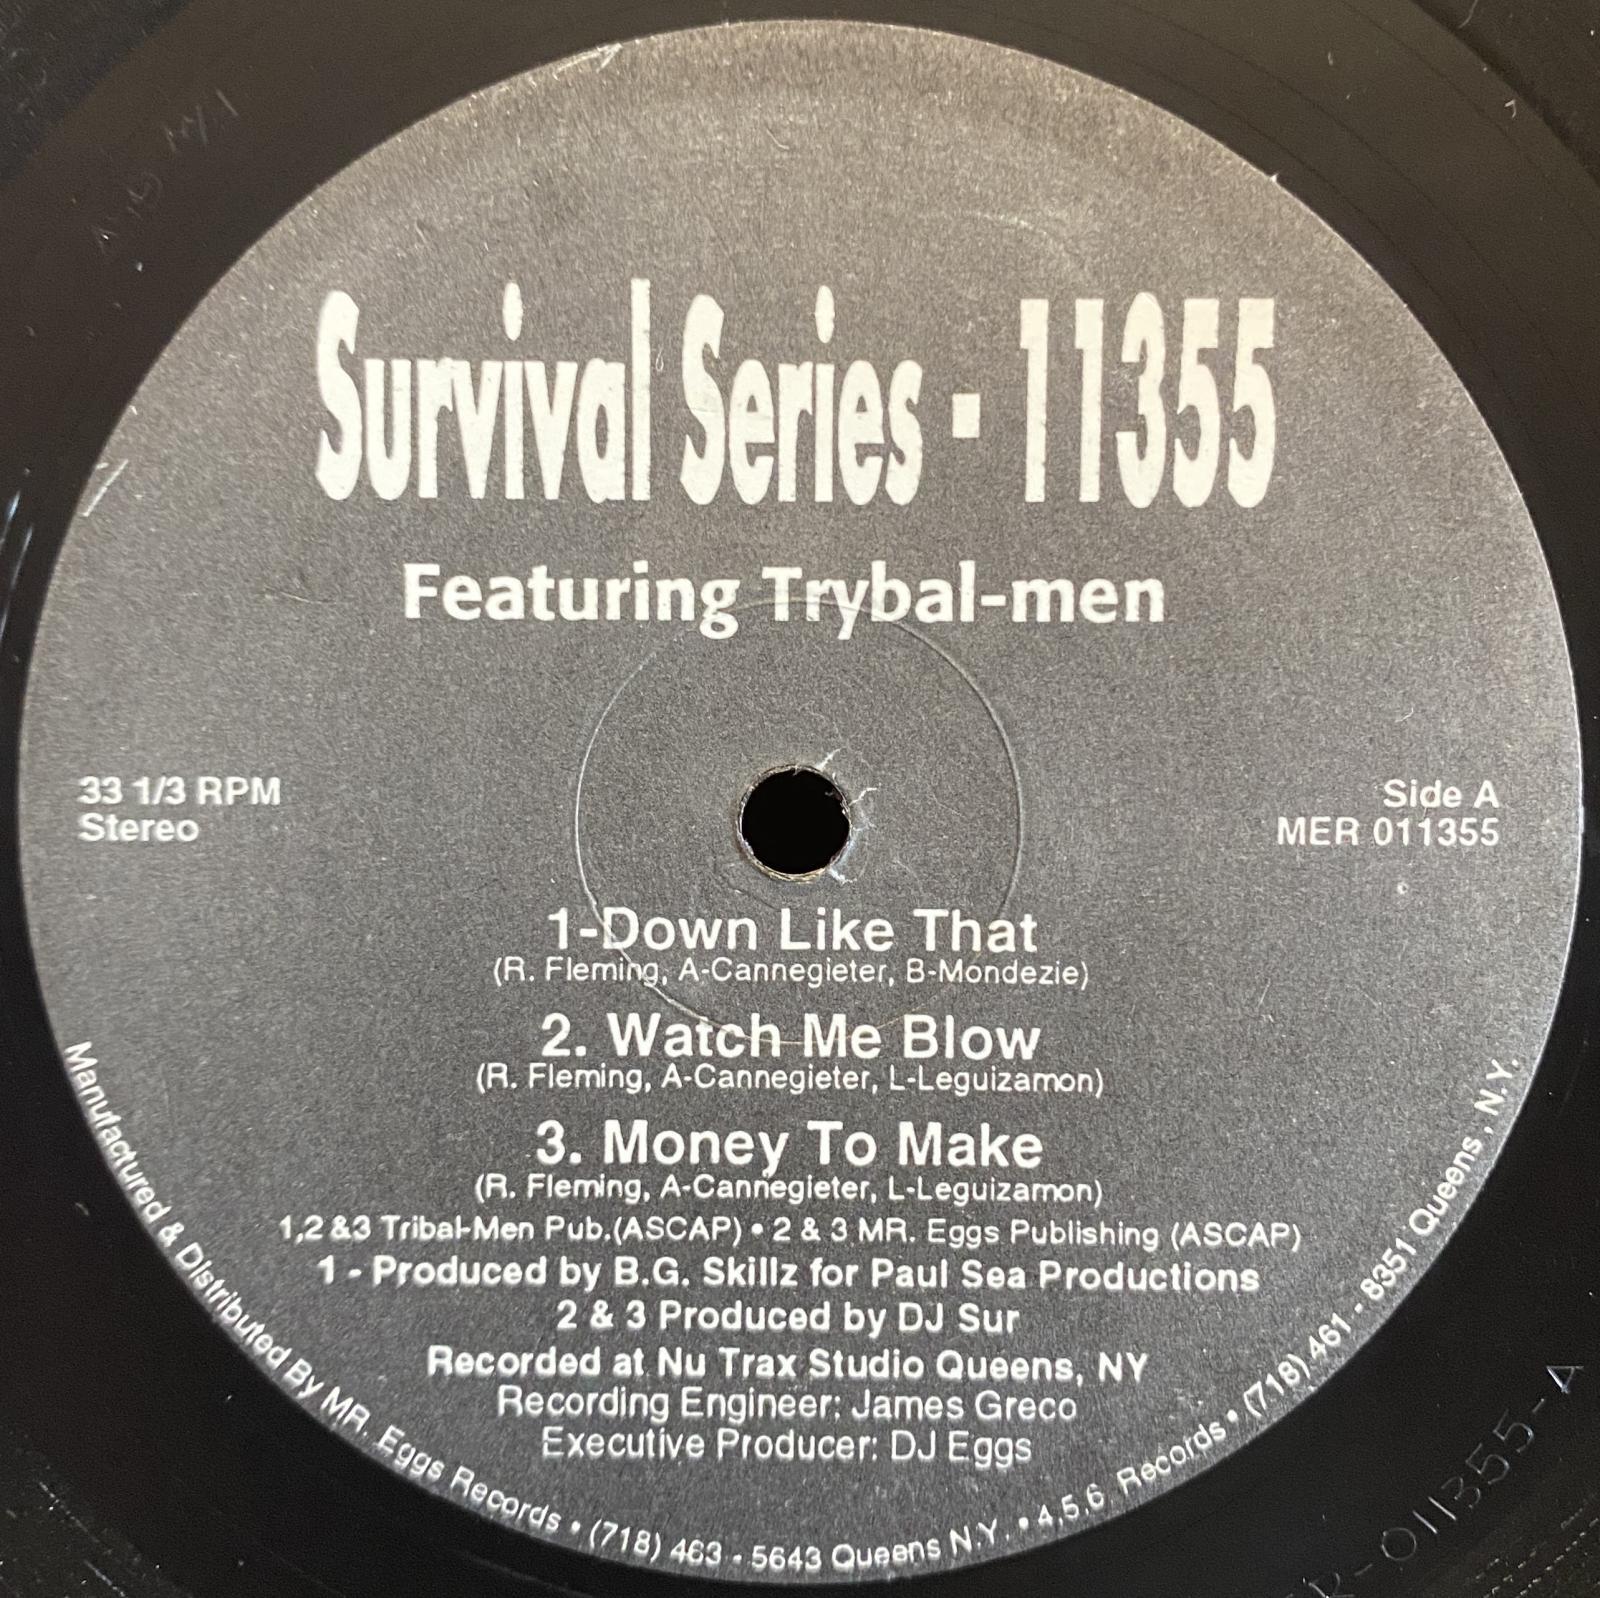 Survival Series - 11355
Featuring Trybal-men
33 1/3 RPM
Stereo
Side A
MER 011355
1-Down Like That
(R. Fleming, A-Cannegieter, B-Mondezie)
2. Watch Me Blow
(R. Fleming, A-Cannegieter, L-Leguizamon)
3. Money To Make
(R. Fleming, A-Cannegieter, L-Leguizamon)
1,2 &3 Tribal-Men Pub.(ASCAP) • 2 & 3 MR. Eggs Publishing (ASCAP)
1 - Produced by B.G. Skillz for Paul Sea Productions
2 & 3 Produced by DJ Sur
Recorded at Nu Trax Studio Queens, NY
Recording Engineer: James Greco
Executive Producer: DJ Eggs
Manufactured & Distributed By MR. Eggs Records • (718) 463 - 5643 Queens N.Y. • 4,5,6 Records • (718) 461 - 8351 Queens, N.Y.
R-011355-A